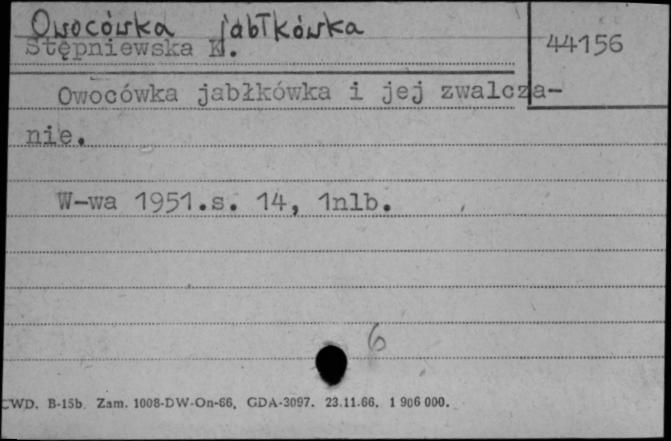 Owocówka jabłkówka
Stępniewska K.
44156
Owocówka jabłkówka i jej zwalcza-
nie.
W-wa 1951.s. 14, 1nlb.
6
CWD. B-15b. Zam. 1008-DW-On-66. GDA-3097. 23.11.66. 1 906 000.